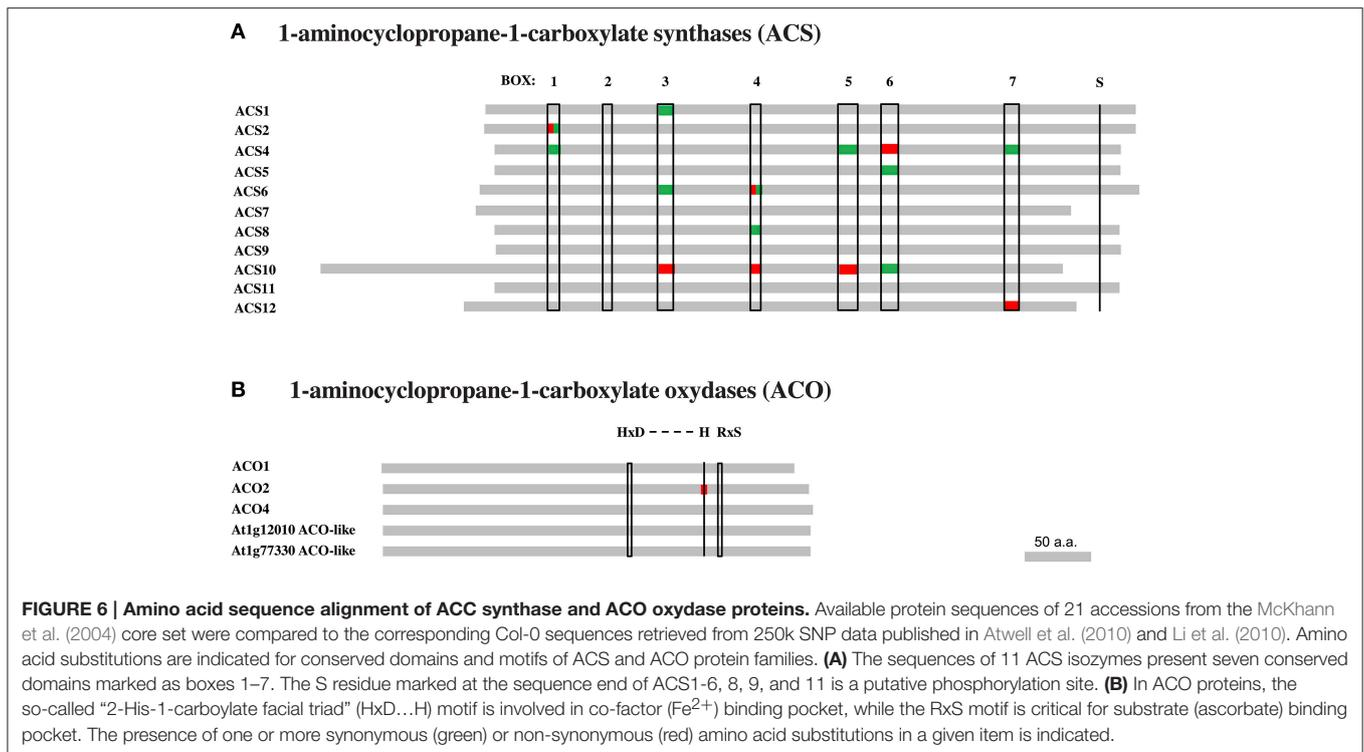 A 1-aminocyclopropane-1-carboxylate synthases (ACS)
BOX: 1 2 3 4 5 6 7 S
ACS1
ACS2
ACS4
ACS5
ACS6
ACS7
ACS8
ACS9
ACS10
ACS11
ACS12
B 1-aminocyclopropane-1-carboxylate oxydases (ACO)
HxD - - - - H RxS
ACO1
ACO2
ACO4
At1g12010 ACO-like
At1g77330 ACO-like
50 a.a.
FIGURE 6 | Amino acid sequence alignment of ACC synthase and ACO oxydase proteins. Available protein sequences of 21 accessions from the McKhann
et al. (2004) core set were compared to the corresponding Col-0 sequences retrieved from 250k SNP data published in Atwell et al. (2010) and Li et al. (2010). Amino
acid substitutions are indicated for conserved domains and motifs of ACS and ACO protein families. (A) The sequences of 11 ACS isozymes present seven conserved
domains marked as boxes 1–7. The S residue marked at the sequence end of ACS1-6, 8, 9, and 11 is a putative phosphorylation site. (B) In ACO proteins, the
so-called “2-His-1-carboylate facial triad” (HxD…H) motif is involved in co-factor (Fe2+) binding pocket, while the RxS motif is critical for substrate (ascorbate) binding
pocket. The presence of one or more synonymous (green) or non-synonymous (red) amino acid substitutions in a given item is indicated.